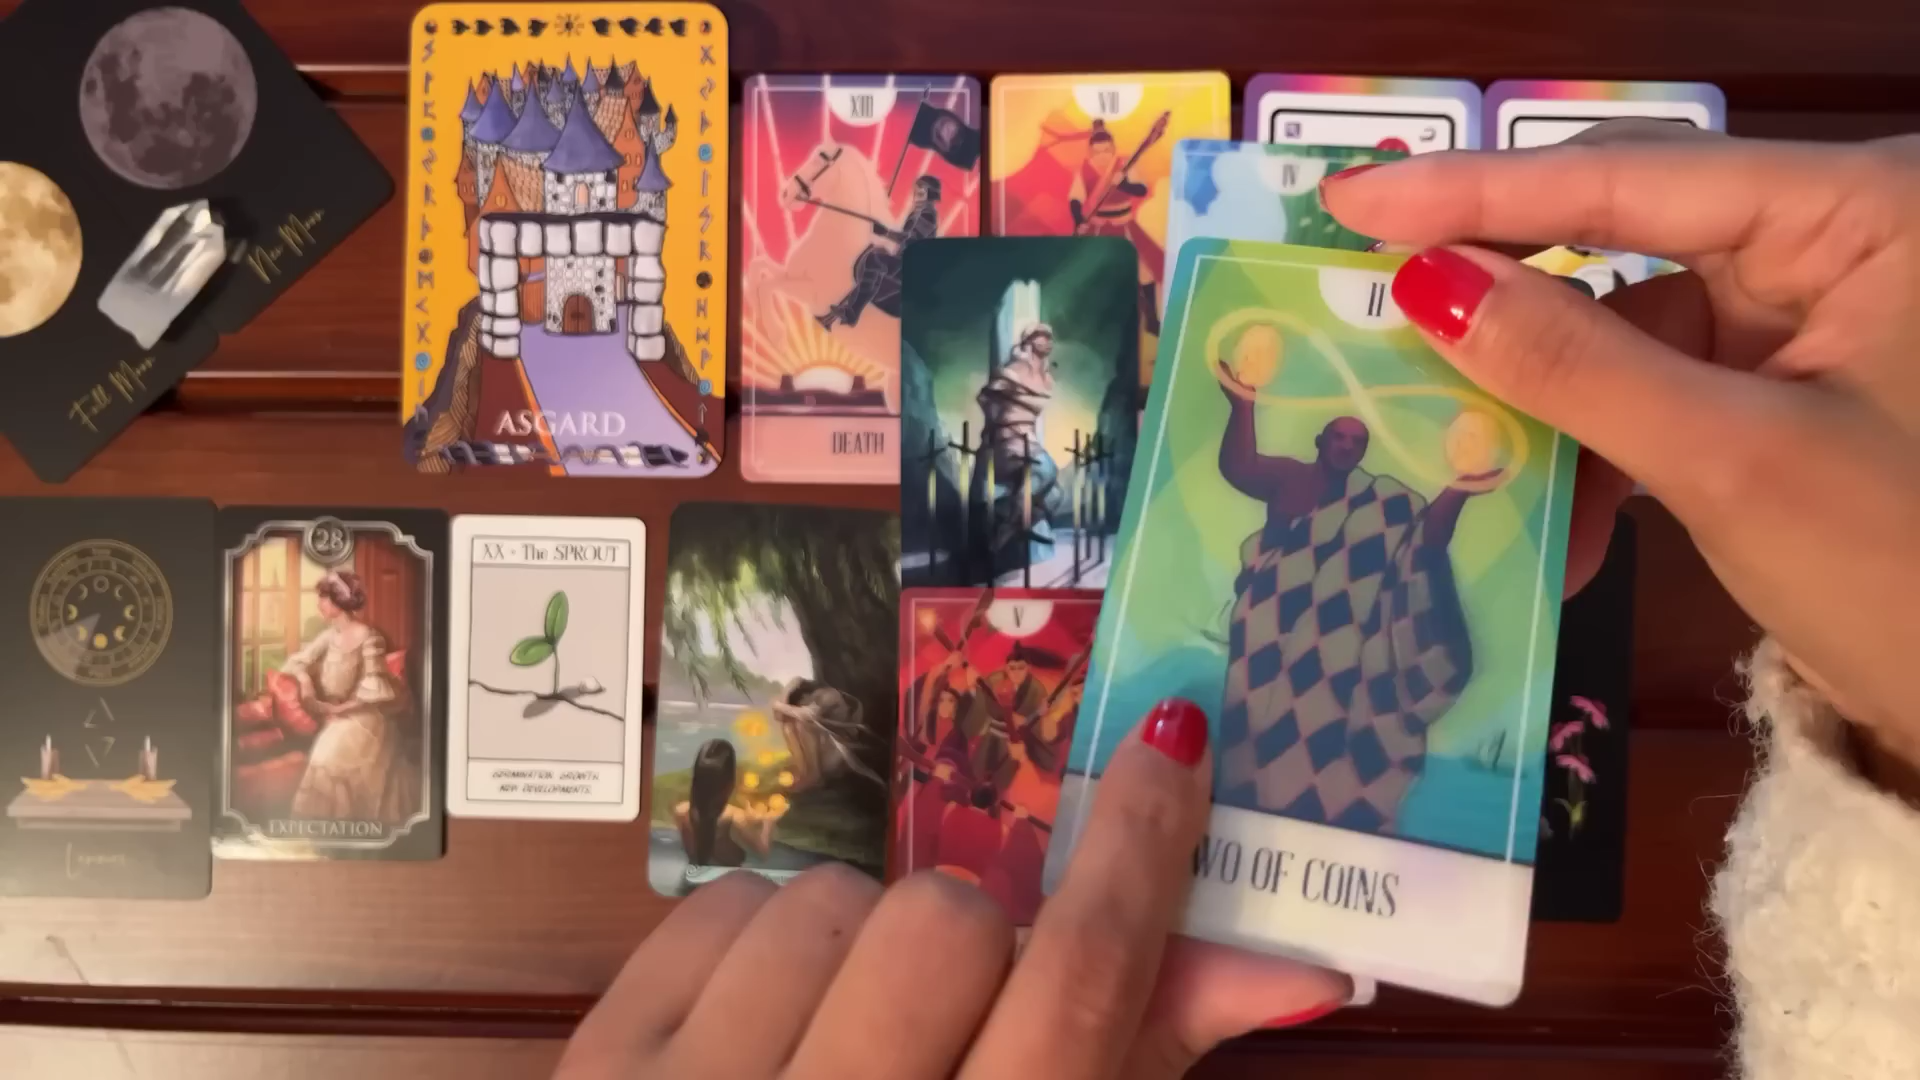 New Moon
Full Moon
ASGARD
XIII
DEATH
VII
IV
II
WO OF COINS
28
EXPECTATION
XX - The SPROUT
GERMINATION. GROWTH.
NEW DEVELOPMENTS.
V